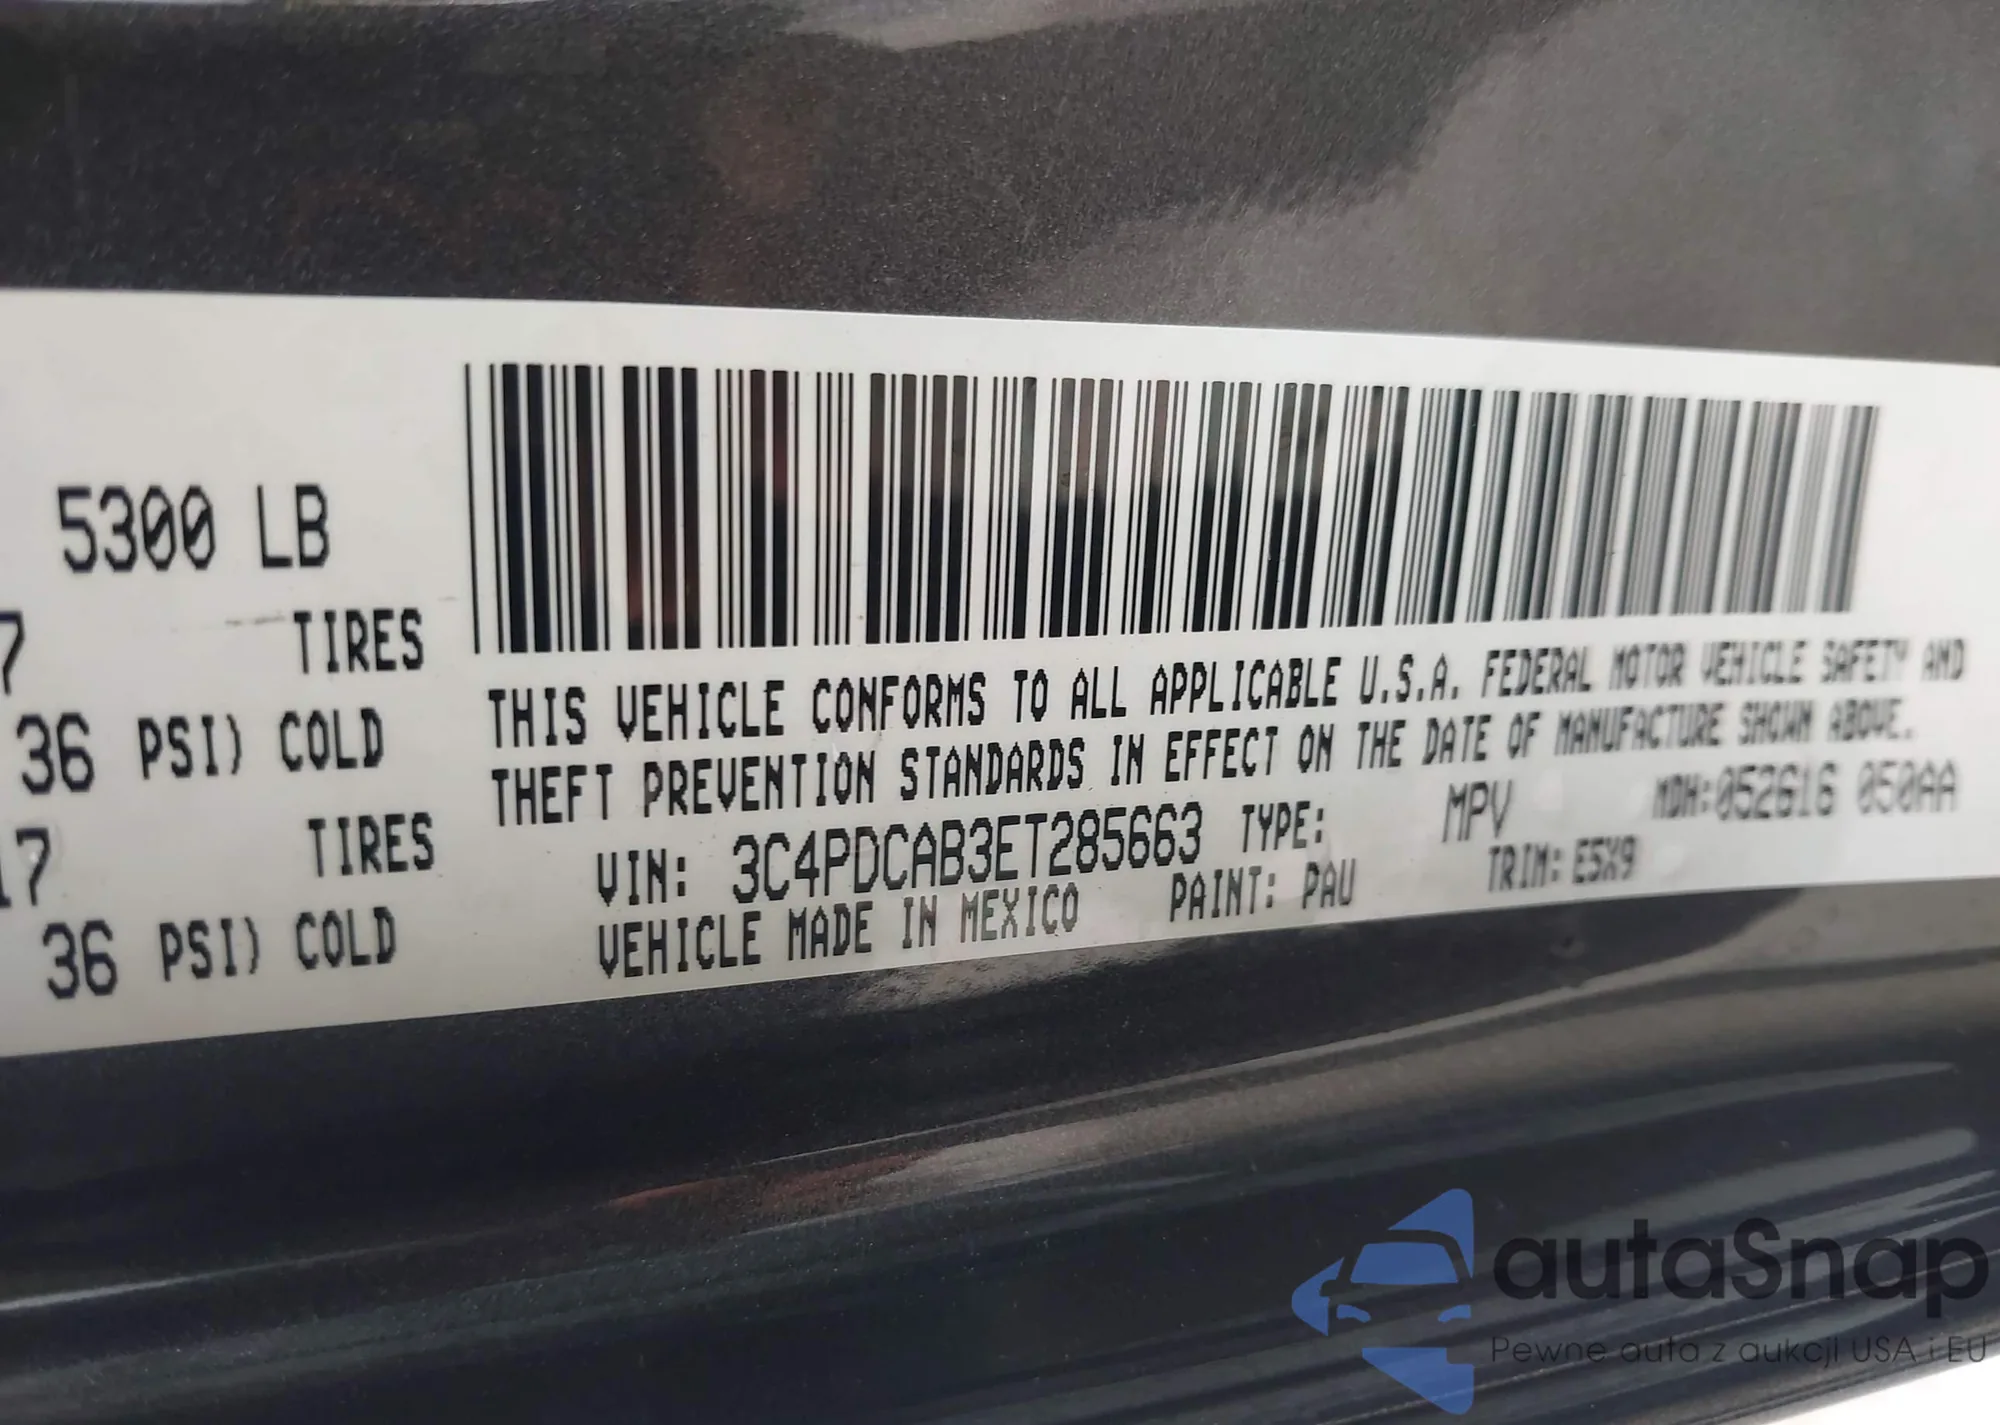 5300 LB
7 TIRES
36 PSI) COLD
17 TIRES
36 PSI) COLD
THIS VEHICLE CONFORMS TO ALL APPLICABLE U.S.A. FEDERAL MOTOR VEHICLE SAFETY AND
THEFT PREVENTION STANDARDS IN EFFECT ON THE DATE OF MANUFACTURE SHOWN ABOVE.
VIN: 3C4PDCAB3ET285663 TYPE: MPV MDH:052616 050AA
VEHICLE MADE IN MEXICO PAINT: PAU TRIM: E5X9
autaSnap
Pewne auta z aukcji USA i EU